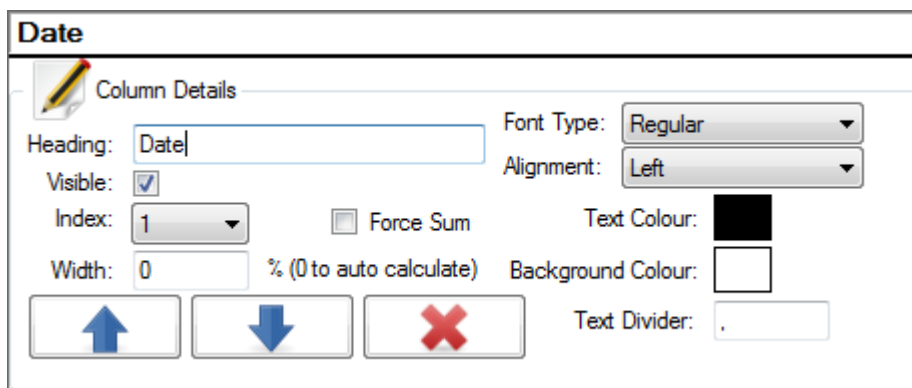 Date
Column Details
Heading: Date
Font Type: Regular
Visible:
Alignment: Left
Index: 1
Force Sum
Text Colour:
Width: 0 % (0 to auto calculate)
Background Colour:
Text Divider: ,